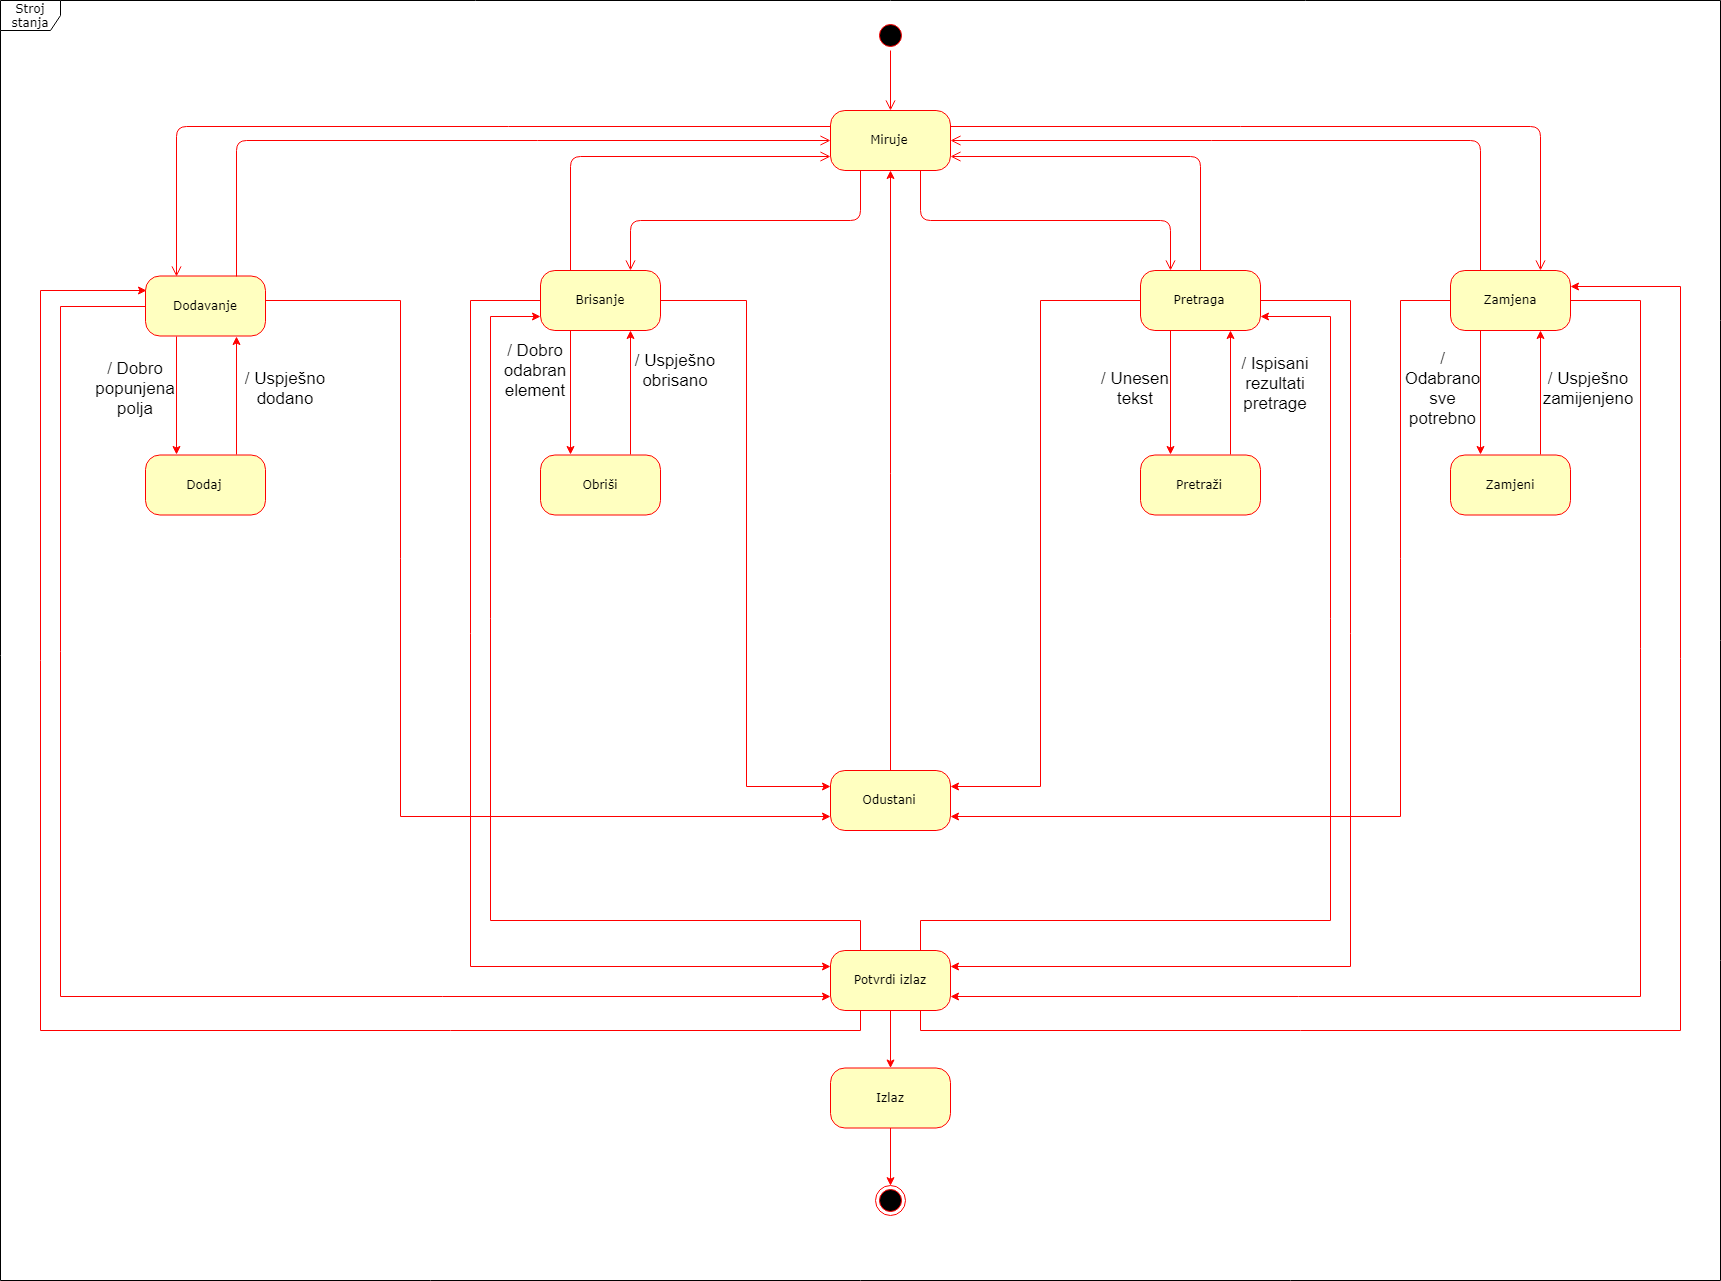 Stroj
stanja
Miruje
Dodavanje
Brisanje
Pretraga
Zamjena
/ Dobro
popunjena
polja
/ Uspješno
dodano
/ Dobro
odabran
element
/ Uspješno
obrisano
/ Unesen
tekst
/ Ispisani
rezultati
pretrage
/
Odabrano
sve
potrebno
/ Uspješno
zamijenjeno
Dodaj
Obriši
Pretraži
Zamjeni
Odustani
Potvrdi izlaz
Izlaz